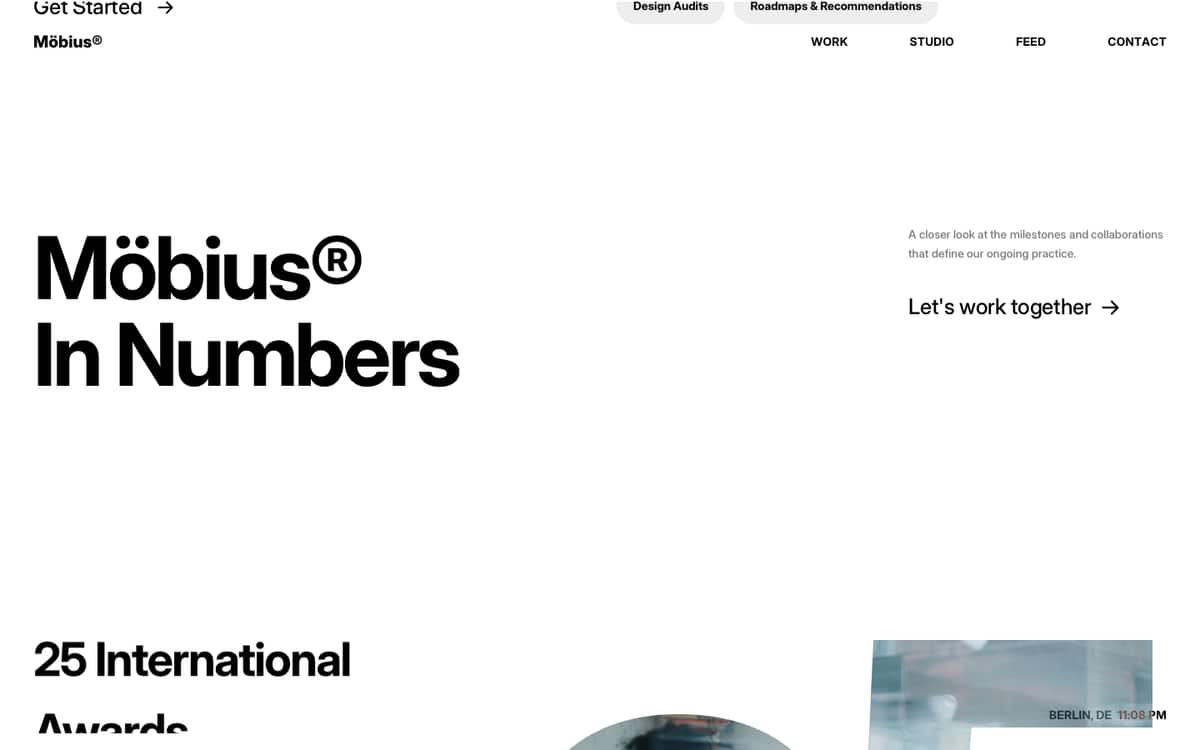 Get Started →
Design Audits
Roadmaps & Recommendations
Möbius®
WORK
STUDIO
FEED
CONTACT
Möbius®
In Numbers
A closer look at the milestones and collaborations
that define our ongoing practice.
Let's work together →
25 International
Awards
BERLIN, DE 11:08 PM